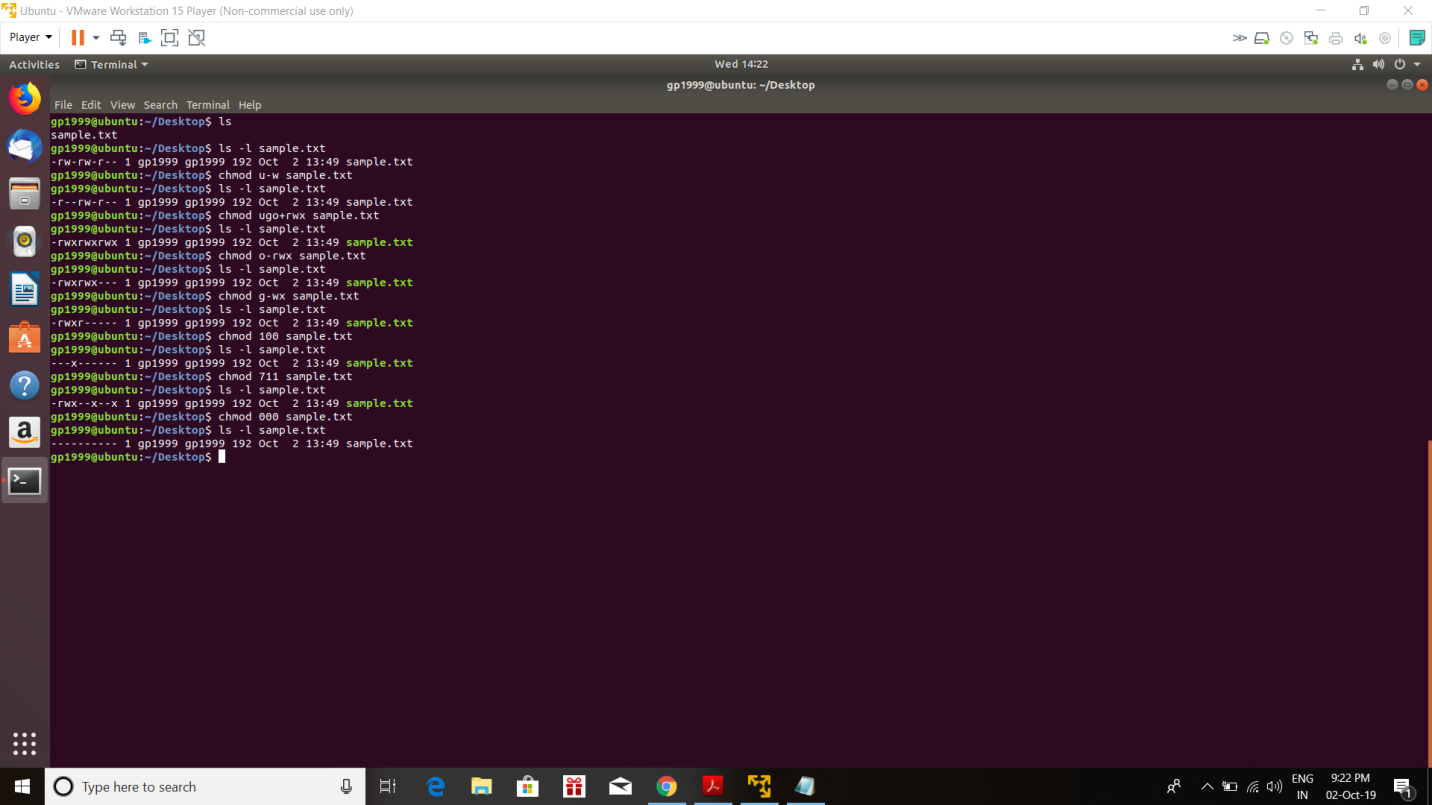 Ubuntu - VMware Workstation 15 Player (Non-commercial use only)
Player
Activities Terminal Wed 14:22
gp1999@ubuntu: ~/Desktop
File Edit View Search Terminal Help
gp1999@ubuntu:~/Desktop$ ls
sample.txt
gp1999@ubuntu:~/Desktop$ ls -l sample.txt
-rw-rw-r-- 1 gp1999 gp1999 192 Oct  2 13:49 sample.txt
gp1999@ubuntu:~/Desktop$ chmod u-w sample.txt
gp1999@ubuntu:~/Desktop$ ls -l sample.txt
-r--rw-r-- 1 gp1999 gp1999 192 Oct  2 13:49 sample.txt
gp1999@ubuntu:~/Desktop$ chmod ugo+rwx sample.txt
gp1999@ubuntu:~/Desktop$ ls -l sample.txt
-rwxrwxrwx 1 gp1999 gp1999 192 Oct  2 13:49 sample.txt
gp1999@ubuntu:~/Desktop$ chmod o-rwx sample.txt
gp1999@ubuntu:~/Desktop$ ls -l sample.txt
-rwxrwx--- 1 gp1999 gp1999 192 Oct  2 13:49 sample.txt
gp1999@ubuntu:~/Desktop$ chmod g-wx sample.txt
gp1999@ubuntu:~/Desktop$ ls -l sample.txt
-rwxr----- 1 gp1999 gp1999 192 Oct  2 13:49 sample.txt
gp1999@ubuntu:~/Desktop$ chmod 100 sample.txt
gp1999@ubuntu:~/Desktop$ ls -l sample.txt
---x------ 1 gp1999 gp1999 192 Oct  2 13:49 sample.txt
gp1999@ubuntu:~/Desktop$ chmod 711 sample.txt
gp1999@ubuntu:~/Desktop$ ls -l sample.txt
-rwx--x--x 1 gp1999 gp1999 192 Oct  2 13:49 sample.txt
gp1999@ubuntu:~/Desktop$ chmod 000 sample.txt
gp1999@ubuntu:~/Desktop$ ls -l sample.txt
---------- 1 gp1999 gp1999 192 Oct  2 13:49 sample.txt
gp1999@ubuntu:~/Desktop$
Type here to search
ENG 9:22 PM
IN 02-Oct-19
1